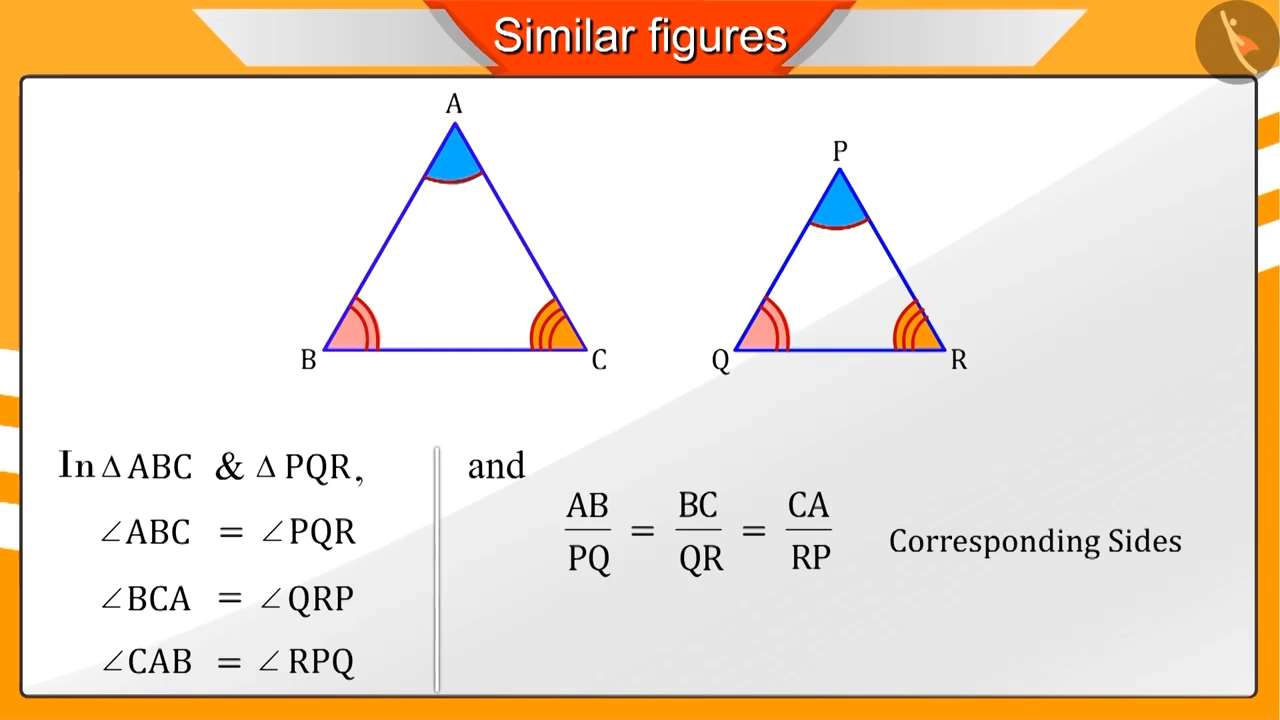 Similar figures
A
P
B
C
Q
R
In Δ ABC & Δ PQR,
∠ABC = ∠PQR
∠BCA = ∠QRP
∠CAB = ∠RPQ
and
AB/PQ = BC/QR = CA/RP
Corresponding Sides